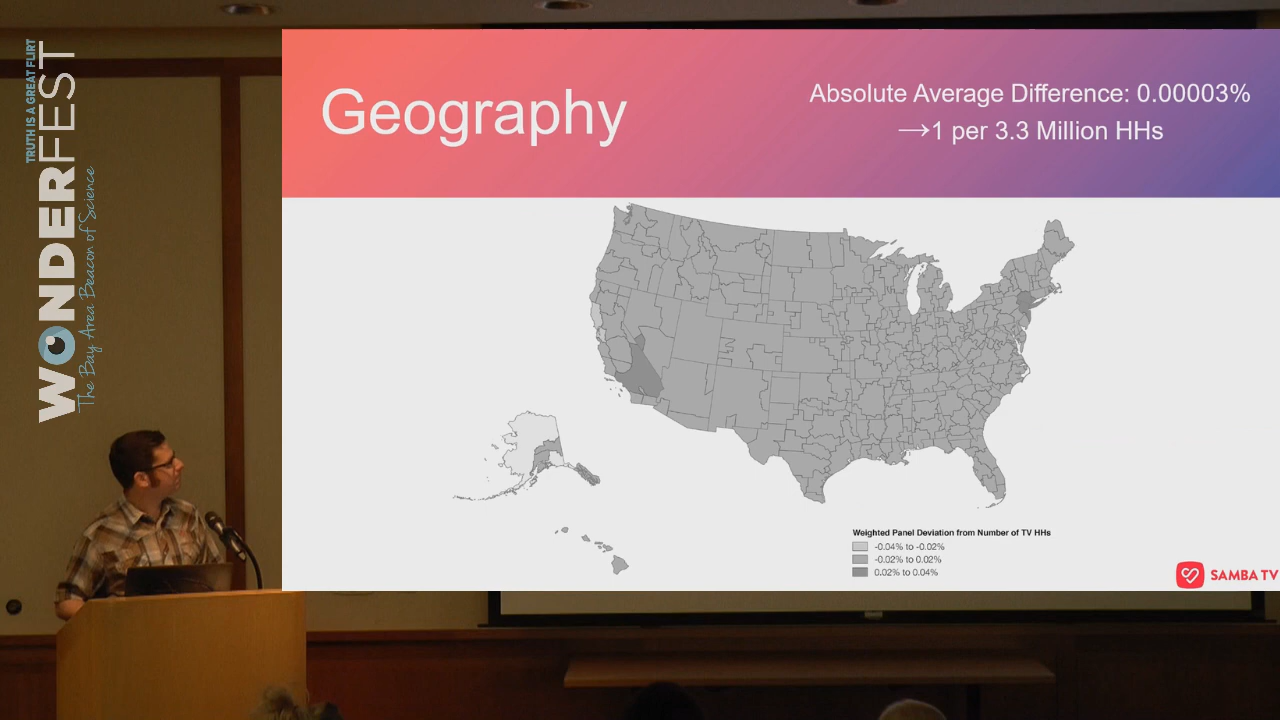 TRUTH IS A GREAT FLIRT
WONDERFEST
The Bay Area Beacon of Science
Geography
Absolute Average Difference: 0.00003%
→1 per 3.3 Million HHs
Weighted Panel Deviation from Number of TV HHs
-0.04% to -0.02%
-0.02% to 0.02%
0.02% to 0.04%
SAMBA TV